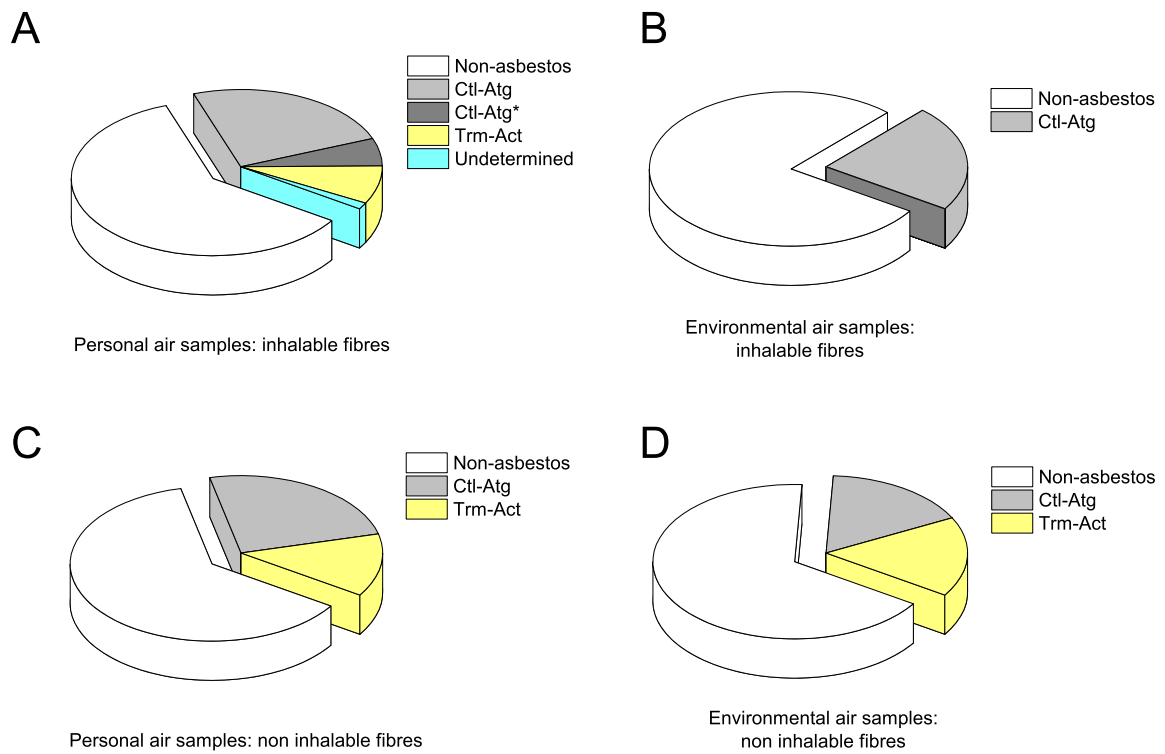 A
Non-asbestos
Ctl-Atg
Ctl-Atg*
Trm-Act
Undetermined
Personal air samples: inhalable fibres
B
Non-asbestos
Ctl-Atg
Environmental air samples:
inhalable fibres
C
Non-asbestos
Ctl-Atg
Trm-Act
Personal air samples: non inhalable fibres
D
Non-asbestos
Ctl-Atg
Trm-Act
Environmental air samples:
non inhalable fibres